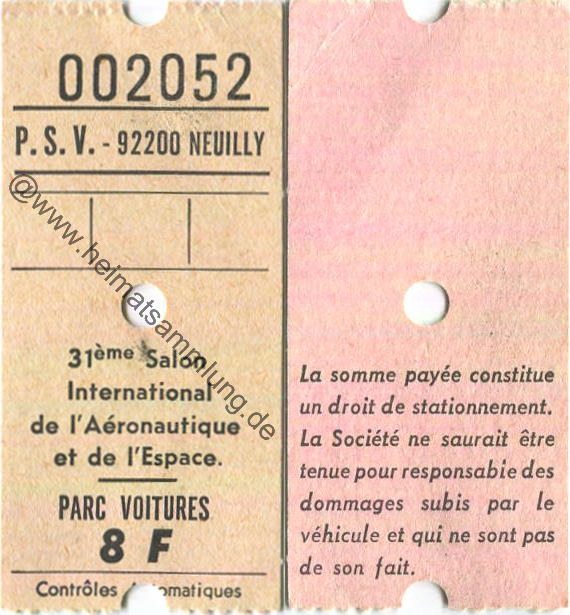 002052
P. S. V. - 92200 NEUILLY
31ème Salon
International
de l'Aéronautique
et de l'Espace.
PARC VOITURES
8 F
Contrôles Automatiques
La somme payée constitue
un droit de stationnement.
La Société ne saurait être
tenue pour responsabie des
dommages subis par le
véhicule et qui ne sont pas
de son fait.
@www.heimatsammlung.de